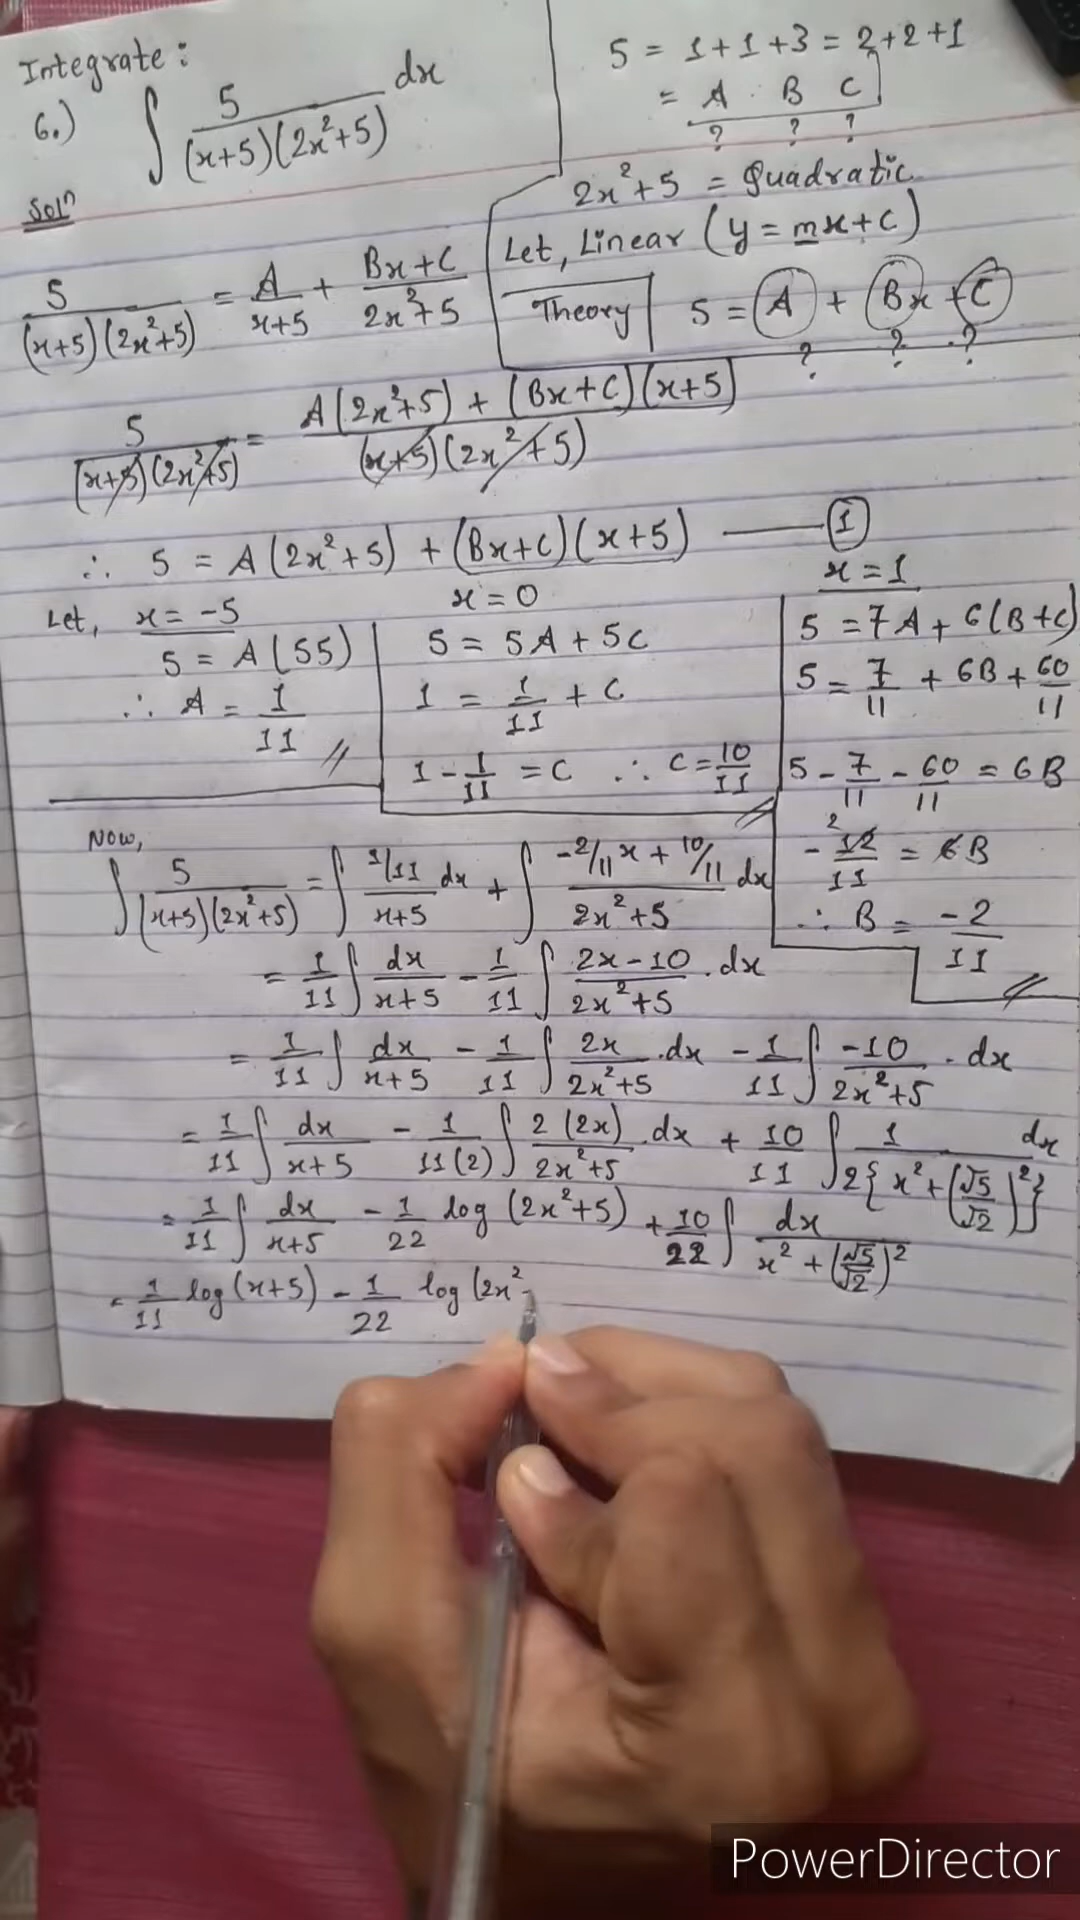 Integrate:
6.) ∫ 5/((x+5)(2x²+5)) dx
5 = 1+1+3 = 2+2+1
= A B C
? ? ?
Solⁿ
2x²+5 = Quadratic
Let, Linear (y = mx+c)
Theory 5 = A + Bx + C
? ? ?
5/((x+5)(2x²+5)) = A/(x+5) + (Bx+C)/(2x²+5)
5/((x+5)(2x²+5)) = (A(2x²+5) + (Bx+C)(x+5))/((x+5)(2x²+5))
∴ 5 = A(2x²+5) + (Bx+C)(x+5) —— 1
Let, x = -5
5 = A(55)
∴ A = 1/11 //
x = 0
5 = 5A + 5C
1 = 1/11 + C
1 - 1/11 = C ∴ C = 10/11
x = 1
5 = 7A + 6(B+C)
5 = 7/11 + 6B + 60/11
5 - 7/11 - 60/11 = 6B
- 12/11 = 6B
2
∴ B = -2/11 //
Now,
∫ 5/((x+5)(2x²+5)) = ∫ (1/11)/(x+5) dx + ∫ (-2/11 x + 10/11)/(2x²+5) dx
= 1/11 ∫ dx/(x+5) - 1/11 ∫ (2x-10)/(2x²+5) . dx
= 1/11 ∫ dx/(x+5) - 1/11 ∫ 2x/(2x²+5) .dx - 1/11 ∫ -10/(2x²+5) . dx
= 1/11 ∫ dx/(x+5) - 1/11(2) ∫ 2(2x)/(2x²+5) .dx + 10/11 ∫ 1/(2{x²+(√5/√2)²}) dx
= 1/11 ∫ dx/(x+5) - 1/22 log (2x²+5) + 10/22 ∫ dx/(x²+(√5/√2)²)
= 1/11 log (x+5) - 1/22 log (2x²
PowerDirector